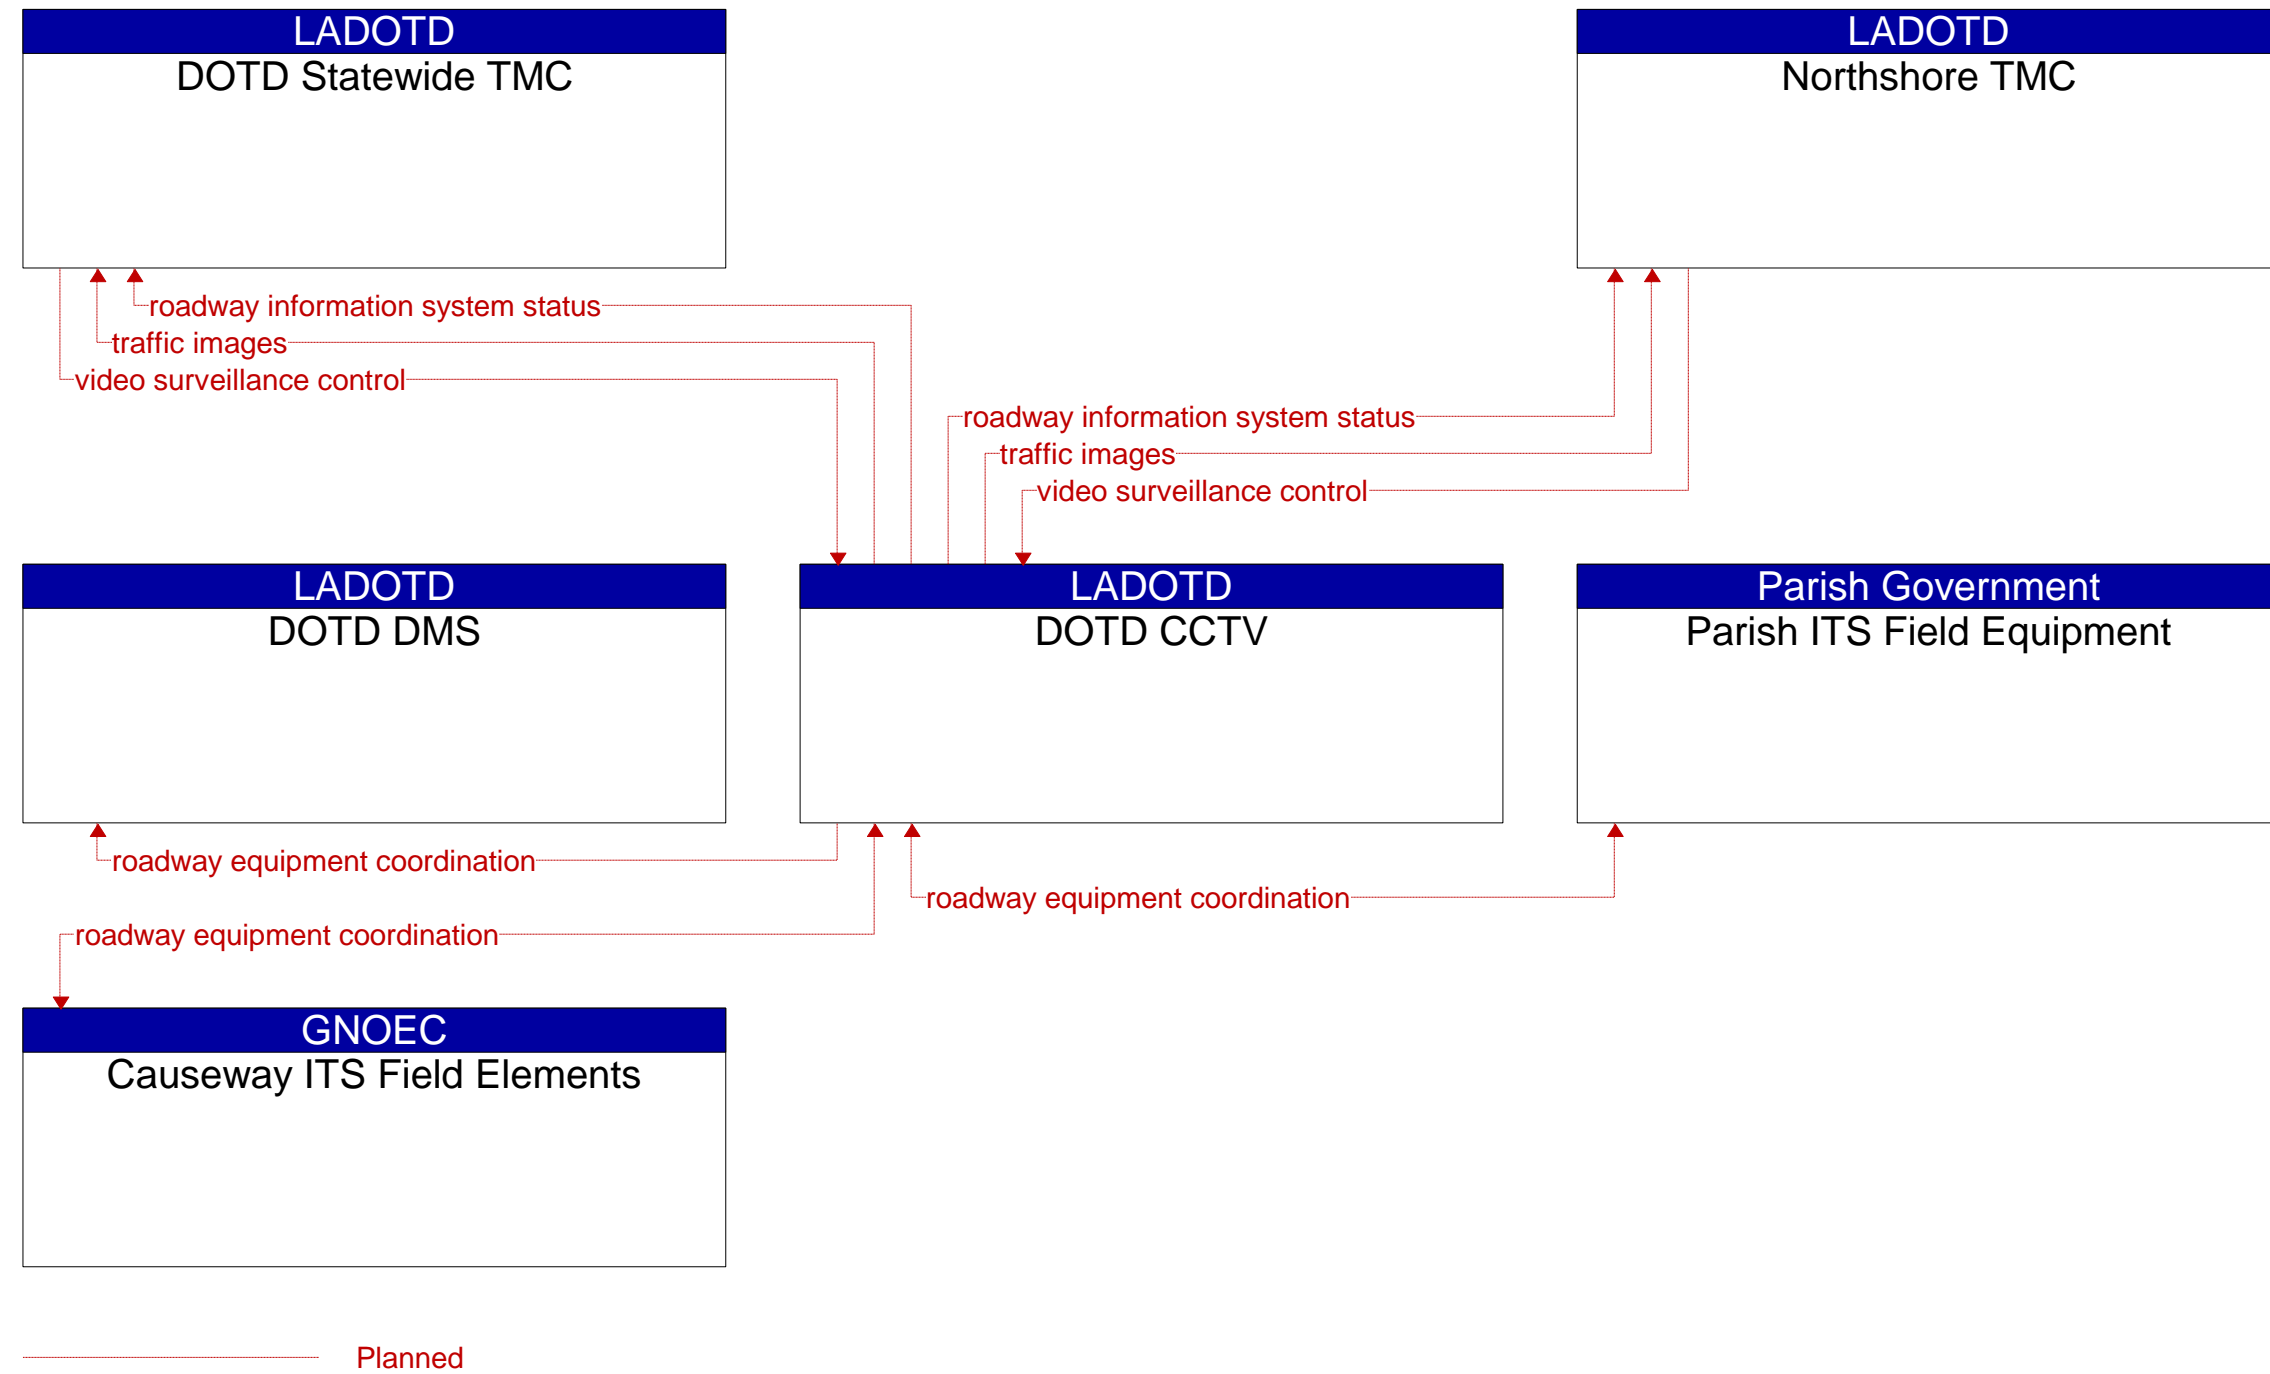 LADOTD
DOTD Statewide TMC
LADOTD
Northshore TMC
roadway information system status
traffic images
video surveillance control
roadway information system status
traffic images
video surveillance control
LADOTD
DOTD DMS
LADOTD
DOTD CCTV
Parish Government
Parish ITS Field Equipment
roadway equipment coordination
roadway equipment coordination
roadway equipment coordination
GNOEC
Causeway ITS Field Elements
Planned